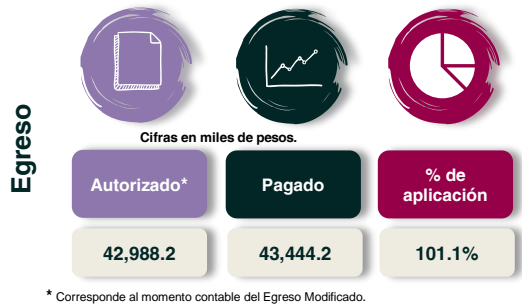 Egreso
Cifras en miles de pesos.
Autorizado*
Pagado
% de
aplicación
42,988.2
43,444.2
101.1%
* Corresponde al momento contable del Egreso Modificado.